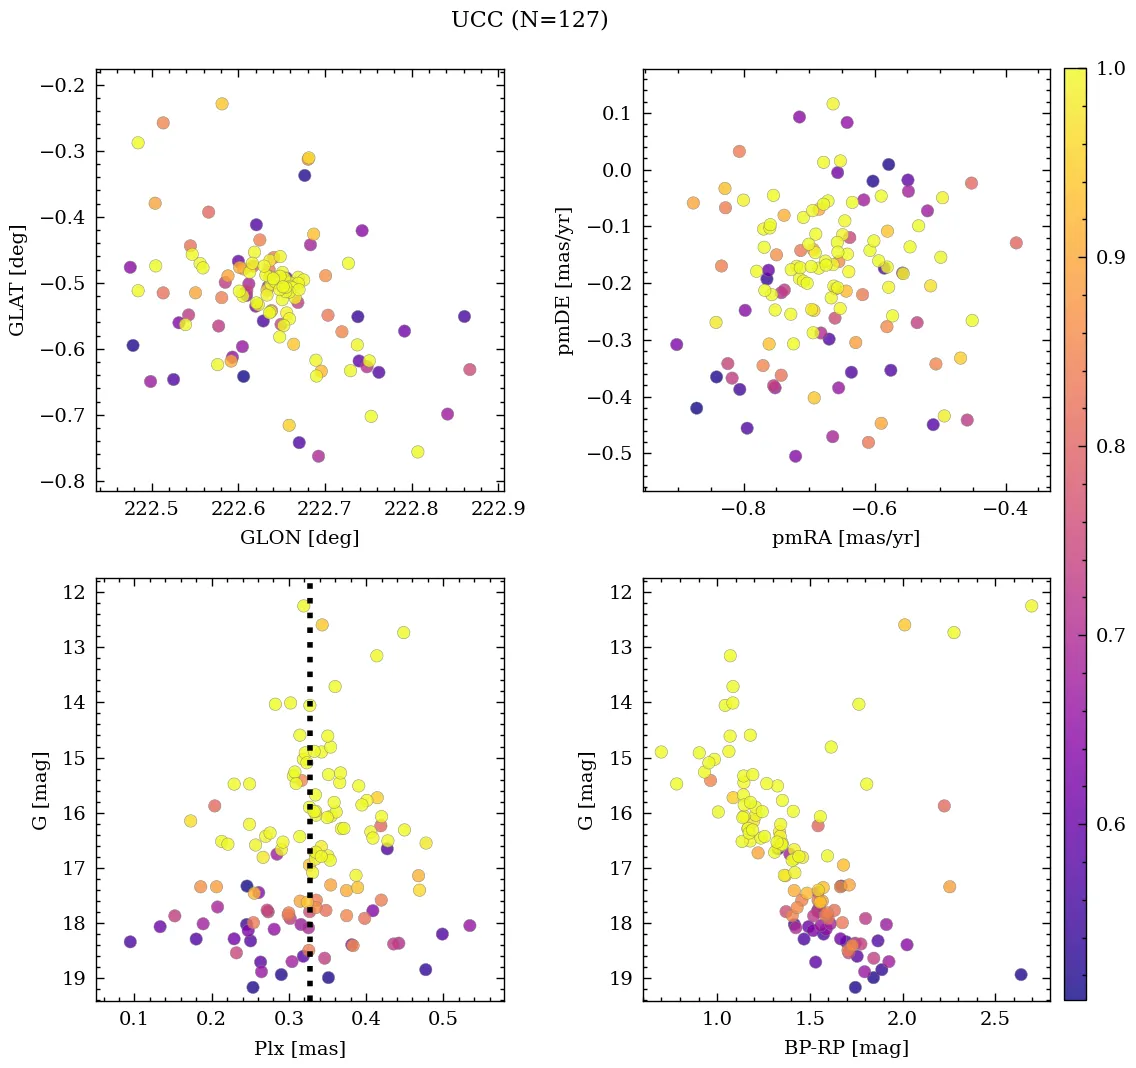 UCC (N=127)
−0.2
−0.3
−0.4
−0.5
−0.6
−0.7
−0.8
GLAT [deg]
222.5 222.6 222.7 222.8 222.9
GLON [deg]
0.1
0.0
−0.1
−0.2
−0.3
−0.4
−0.5
pmDE [mas/yr]
−0.8 −0.6 −0.4
pmRA [mas/yr]
1.0
0.9
0.8
0.7
0.6
12
13
14
15
16
17
18
19
G [mag]
0.1 0.2 0.3 0.4 0.5
Plx [mas]
12
13
14
15
16
17
18
19
G [mag]
1.0 1.5 2.0 2.5
BP-RP [mag]